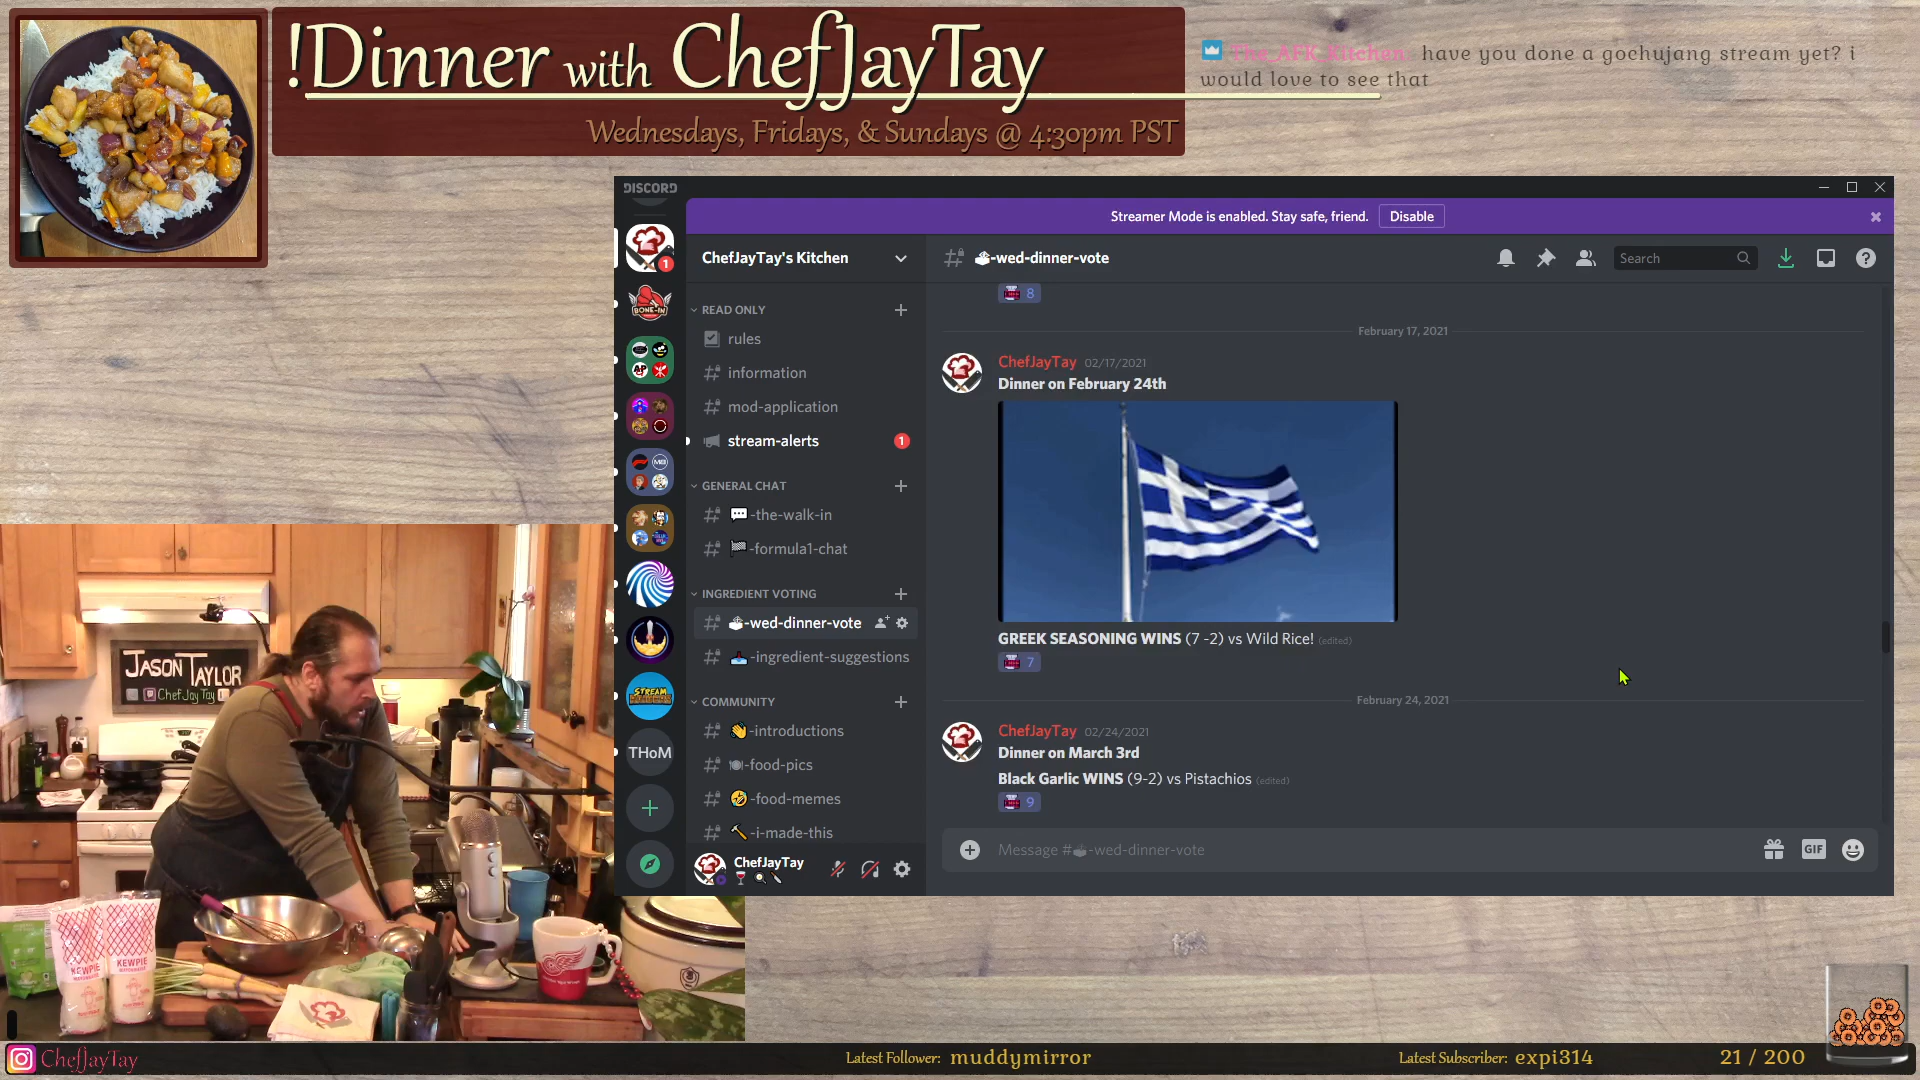 !Dinner with ChefJayTay
Wednesdays, Fridays, & Sundays @ 4:30pm PST
The_AFK_Kitchen have you done a gochujang stream yet? i
would love to see that
DISCORD
Streamer Mode is enabled. Stay safe, friend. Disable
1
ChefJayTay's Kitchen
-wed-dinner-vote
Search
READ ONLY
rules
information
mod-application
stream-alerts 1
GENERAL CHAT
-the-walk-in
-formula1-chat
INGREDIENT VOTING
-wed-dinner-vote
-ingredient-suggestions
COMMUNITY
-introductions
-food-pics
-food-memes
-i-made-this
THoM
ChefJayTay
8
February 17, 2021
ChefJayTay 02/17/2021
Dinner on February 24th
GREEK SEASONING WINS (7 -2) vs Wild Rice! (edited)
7
February 24, 2021
ChefJayTay 02/24/2021
Dinner on March 3rd
Black Garlic WINS (9-2) vs Pistachios (edited)
9
Message #-wed-dinner-vote
GIF
JASON TAYLOR
ChefJayTay
KEWPIE
KEWPIE
ChefJayTay
Latest Follower: muddymirror
Latest Subscriber: expi314
21 / 200